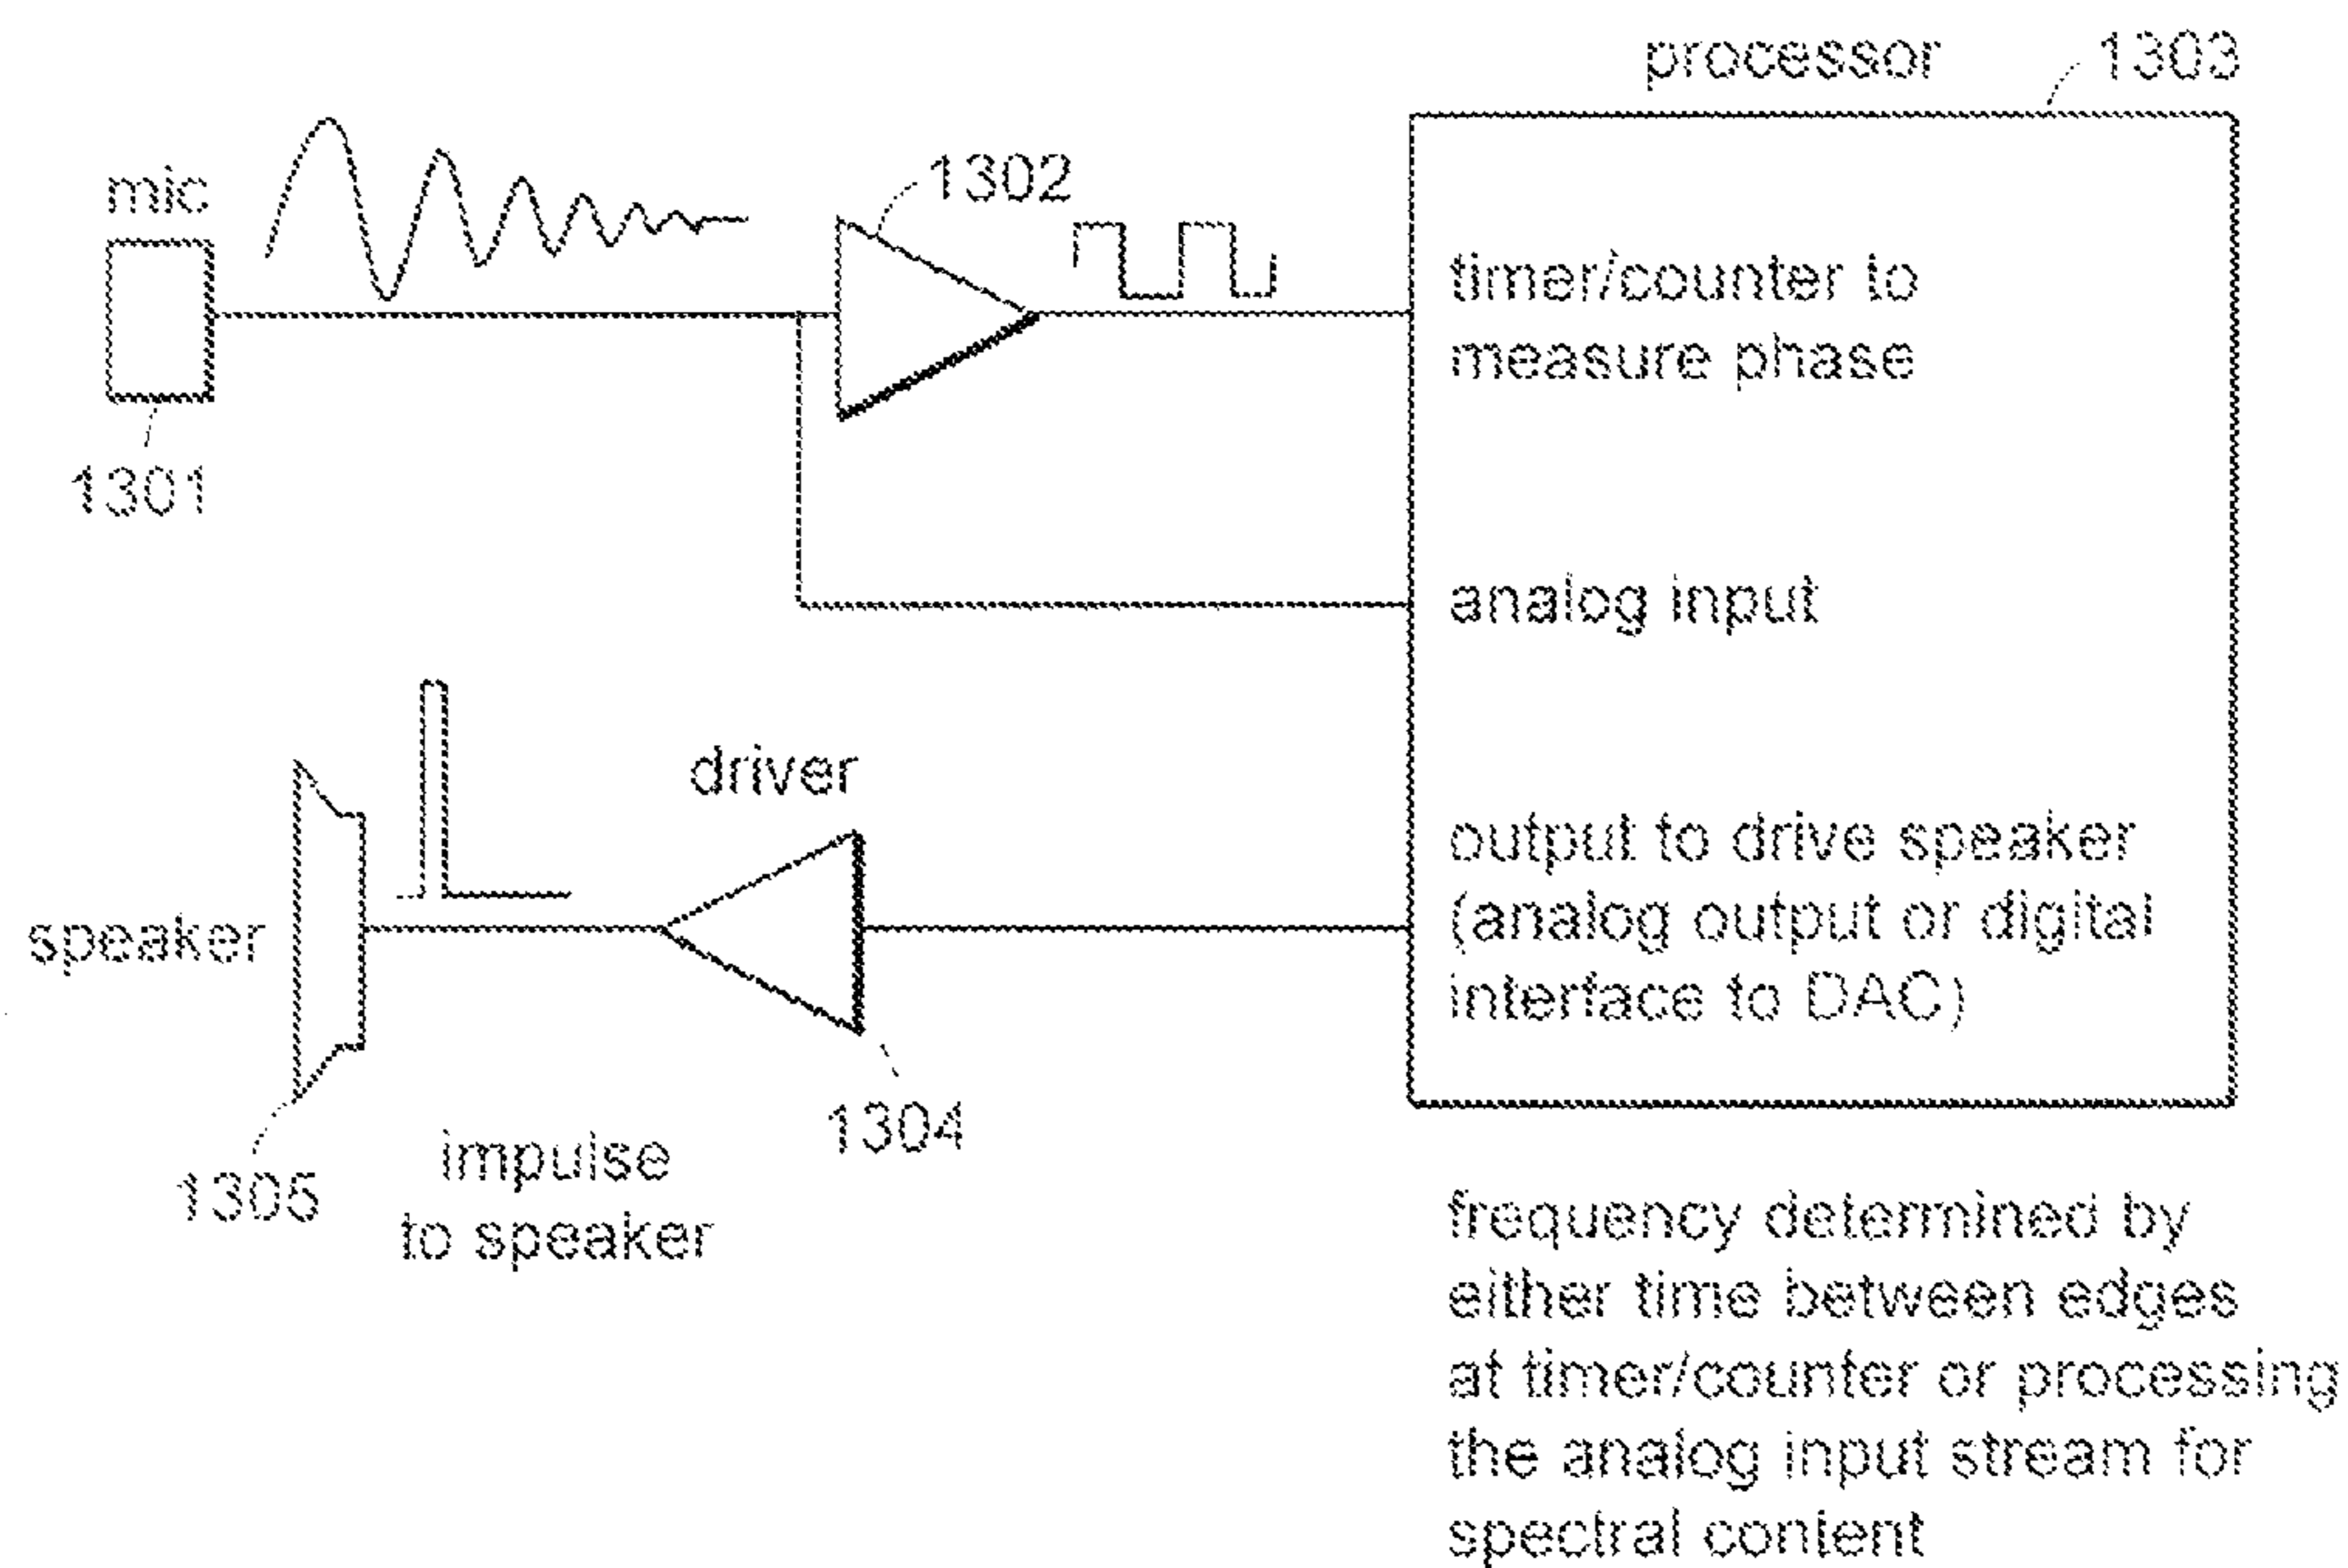 processor
1303
mic
1302
1301
timer/counter to
measure phase
analog input
driver
speaker
output to drive speaker
(analog output or digital
interface to DAC)
1304
1305
impulse
to speaker
frequency determined by
either time between edges
at timer/counter or processing
the analog input stream for
spectral content